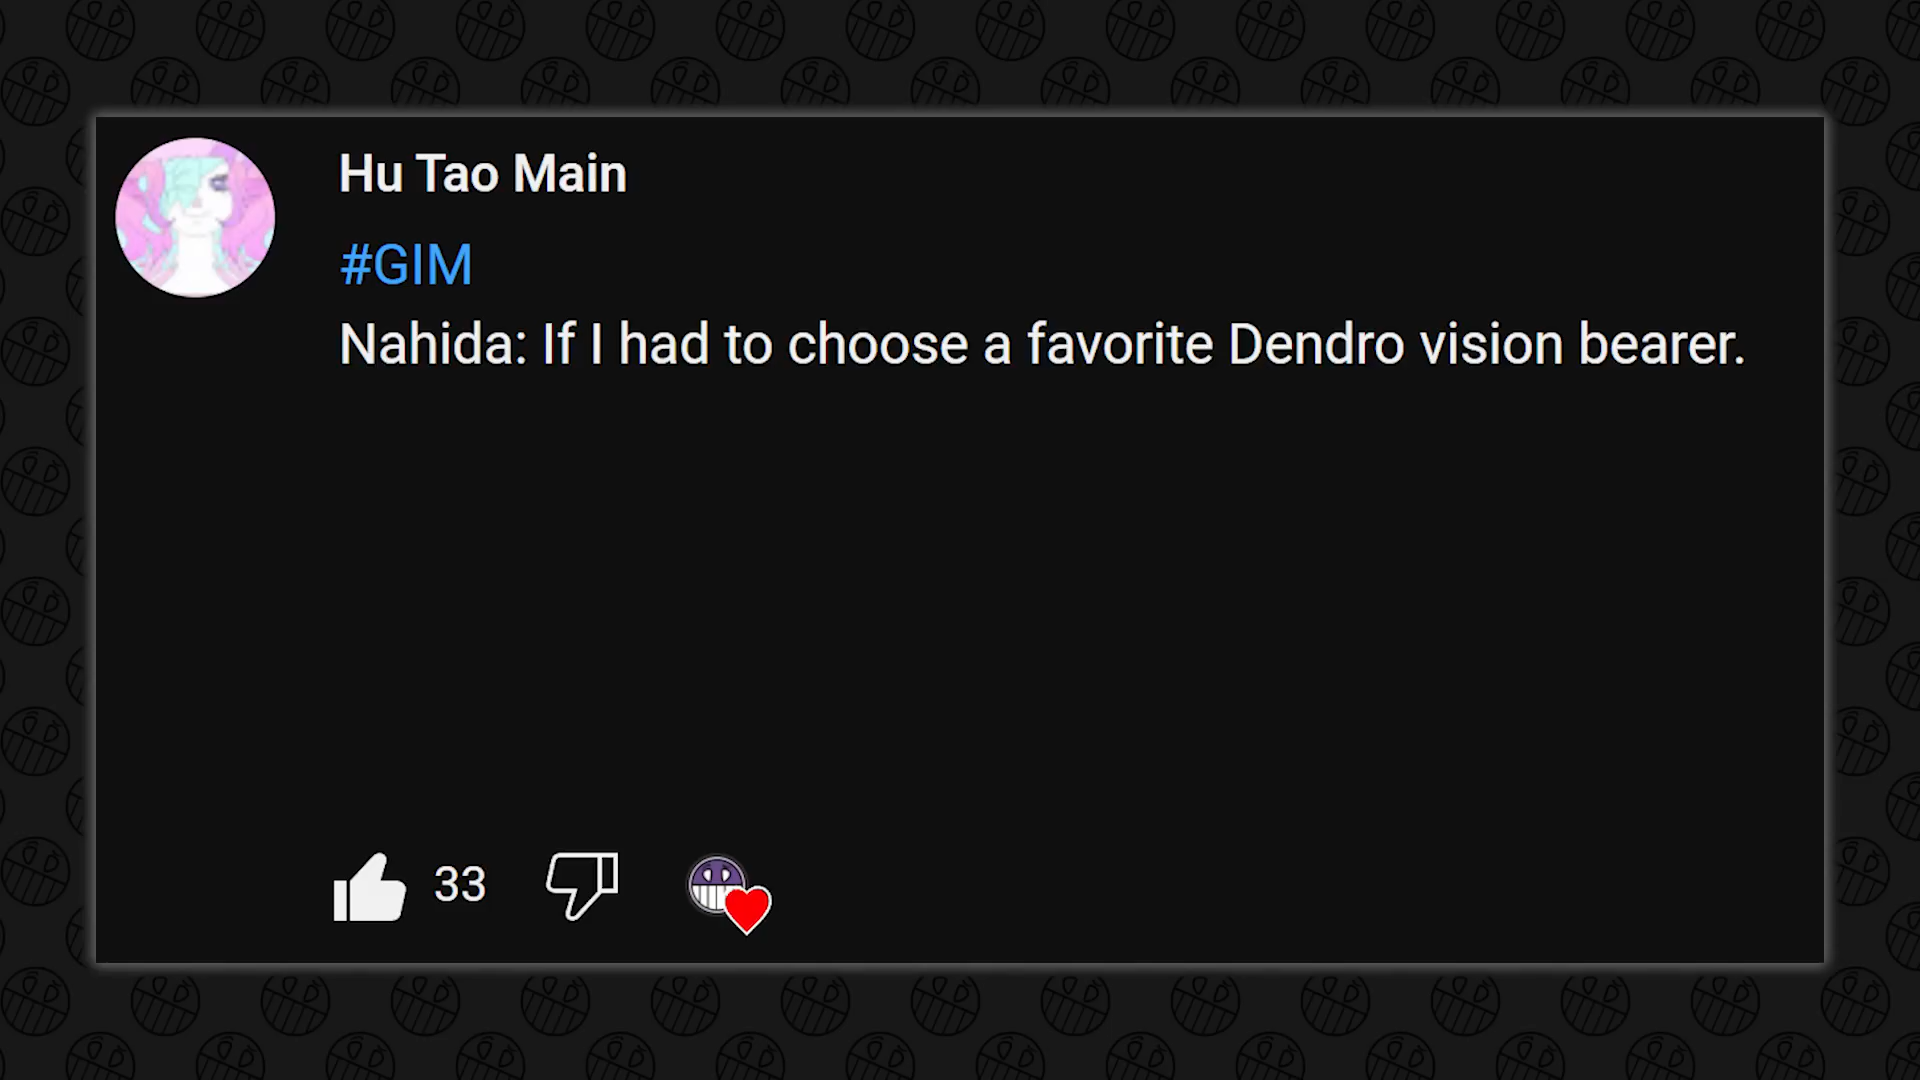 Hu Tao Main
#GIM
Nahida: If I had to choose a favorite Dendro vision bearer.
33